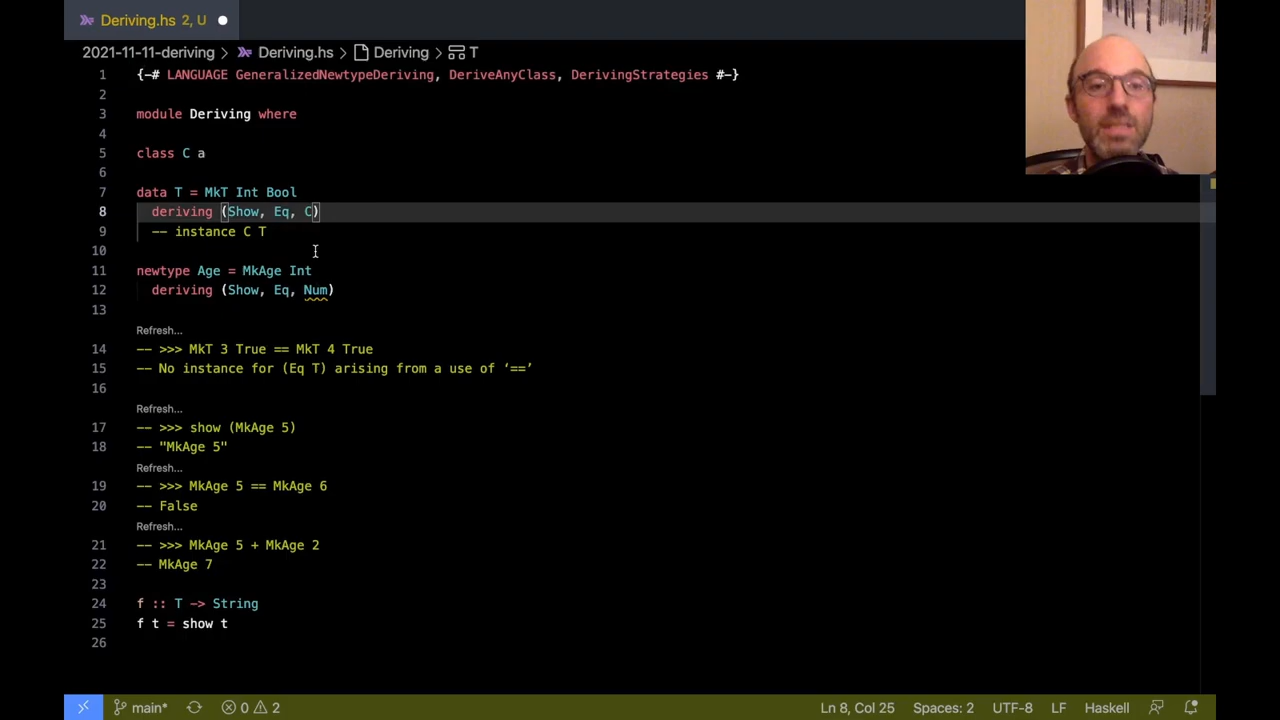 Deriving.hs 2, U
2021-11-11-deriving > Deriving.hs > Deriving > T
1 {-# LANGUAGE GeneralizedNewtypeDeriving, DeriveAnyClass, DerivingStrategies #-}
2
3 module Deriving where
4
5 class C a
6
7 data T = MkT Int Bool
8 deriving (Show, Eq, C)
9 -- instance C T
10
11 newtype Age = MkAge Int
12 deriving (Show, Eq, Num)
13
Refresh...
14 -- >>> MkT 3 True == MkT 4 True
15 -- No instance for (Eq T) arising from a use of ‘==’
16
Refresh...
17 -- >>> show (MkAge 5)
18 -- "MkAge 5"
Refresh...
19 -- >>> MkAge 5 == MkAge 6
20 -- False
Refresh...
21 -- >>> MkAge 5 + MkAge 2
22 -- MkAge 7
23
24 f :: T -> String
25 f t = show t
26
main* 0 2 Ln 8, Col 25 Spaces: 2 UTF-8 LF Haskell